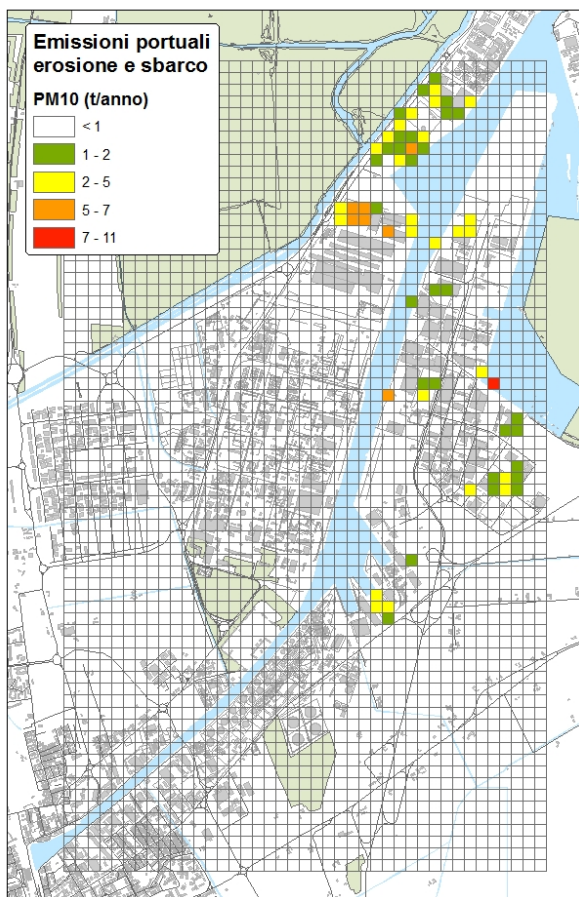 Emissioni portuali
erosione e sbarco
PM10 (t/anno)
< 1
1 - 2
2 - 5
5 - 7
7 - 11